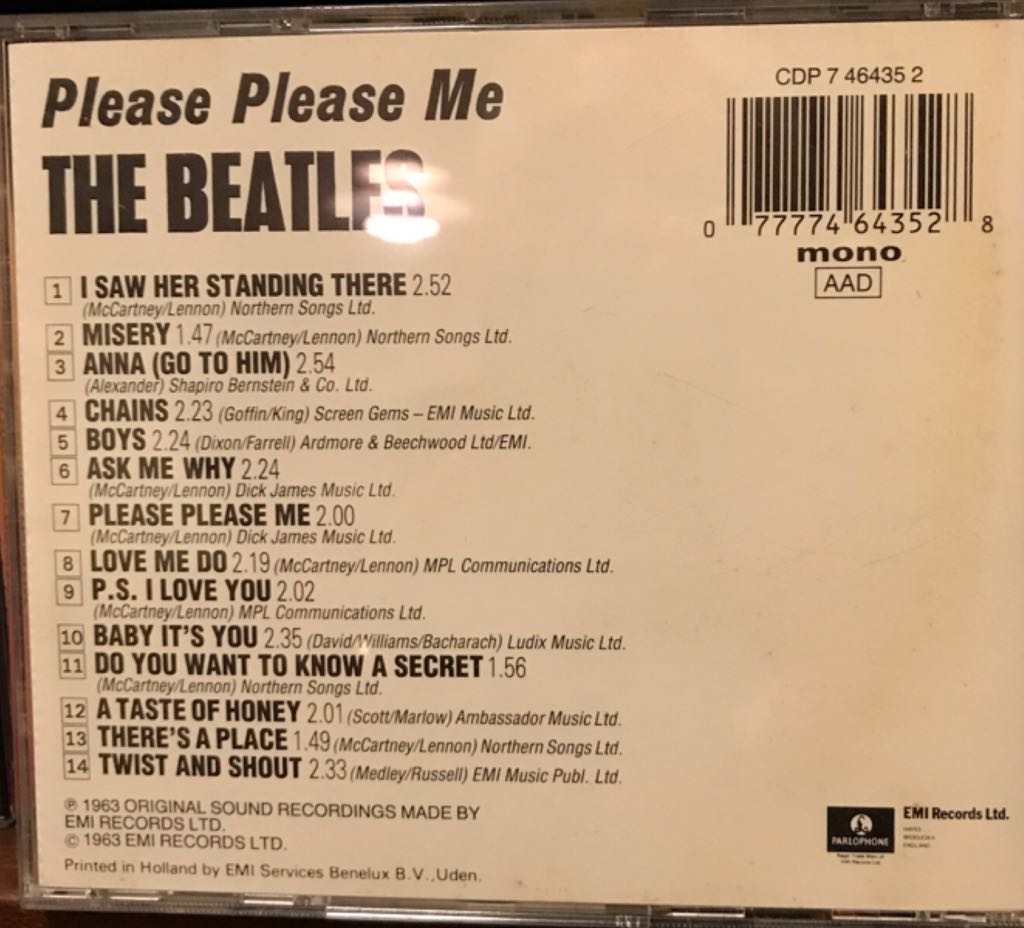 Please Please Me
THE BEATLES
CDP 7 46435 2
0 77774 64352 8
mono
AAD
1 I SAW HER STANDING THERE 2.52
(McCartney/Lennon) Northern Songs Ltd.
2 MISERY 1.47 (McCartney/Lennon) Northern Songs Ltd.
3 ANNA (GO TO HIM) 2.54
(Alexander) Shapiro Bernstein & Co. Ltd.
4 CHAINS 2.23 (Goffin/King) Screen Gems – EMI Music Ltd.
5 BOYS 2.24 (Dixon/Farrell) Ardmore & Beechwood Ltd/EMI.
6 ASK ME WHY 2.24
(McCartney/Lennon) Dick James Music Ltd.
7 PLEASE PLEASE ME 2.00
(McCartney/Lennon) Dick James Music Ltd.
8 LOVE ME DO 2.19 (McCartney/Lennon) MPL Communications Ltd.
9 P.S. I LOVE YOU 2.02
(McCartney/Lennon) MPL Communications Ltd.
10 BABY IT'S YOU 2.35 (David/Williams/Bacharach) Ludix Music Ltd.
11 DO YOU WANT TO KNOW A SECRET 1.56
(McCartney/Lennon) Northern Songs Ltd.
12 A TASTE OF HONEY 2.01 (Scott/Marlow) Ambassador Music Ltd.
13 THERE'S A PLACE 1.49 (McCartney/Lennon) Northern Songs Ltd.
14 TWIST AND SHOUT 2.33 (Medley/Russell) EMI Music Publ. Ltd.
℗ 1963 ORIGINAL SOUND RECORDINGS MADE BY
EMI RECORDS LTD.
© 1963 EMI RECORDS LTD.
Printed in Holland by EMI Services Benelux B.V., Uden.
PARLOPHONE
EMI Records Ltd.
HAYES
MIDDLESEX
ENGLAND